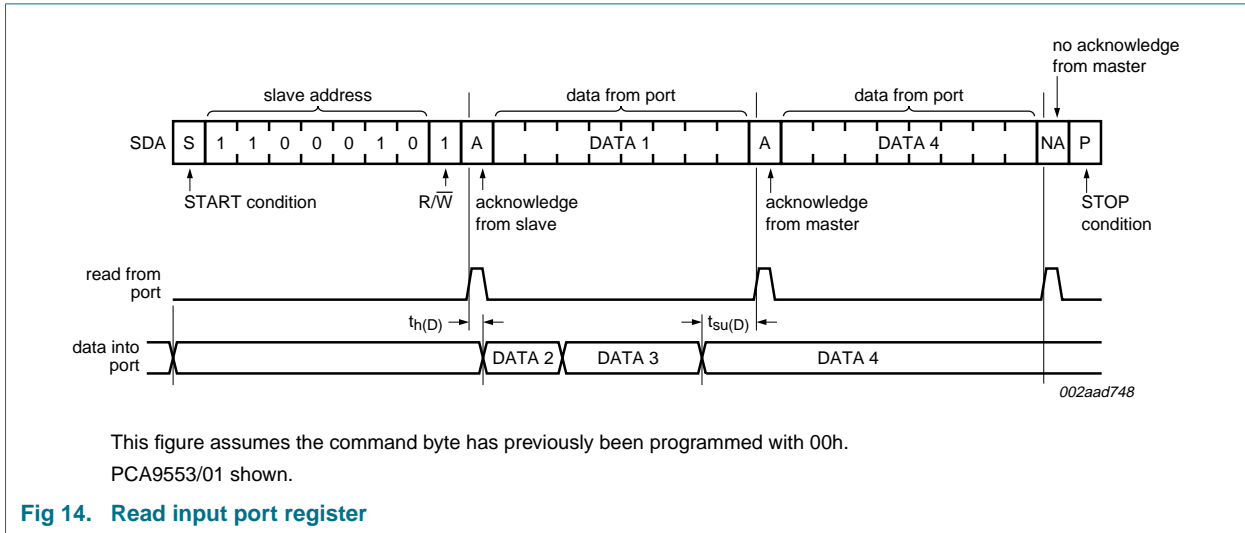 no acknowledge
from master
slave address
data from port
data from port
SDA S 1 1 0 0 0 1 0 1 A DATA 1 A DATA 4 NA P
START condition
R/W̅
acknowledge
from slave
acknowledge
from master
STOP
condition
read from
port
th(D)
tsu(D)
data into
port
DATA 2 DATA 3 DATA 4
002aad748
This figure assumes the command byte has previously been programmed with 00h.
PCA9553/01 shown.
Fig 14. Read input port register